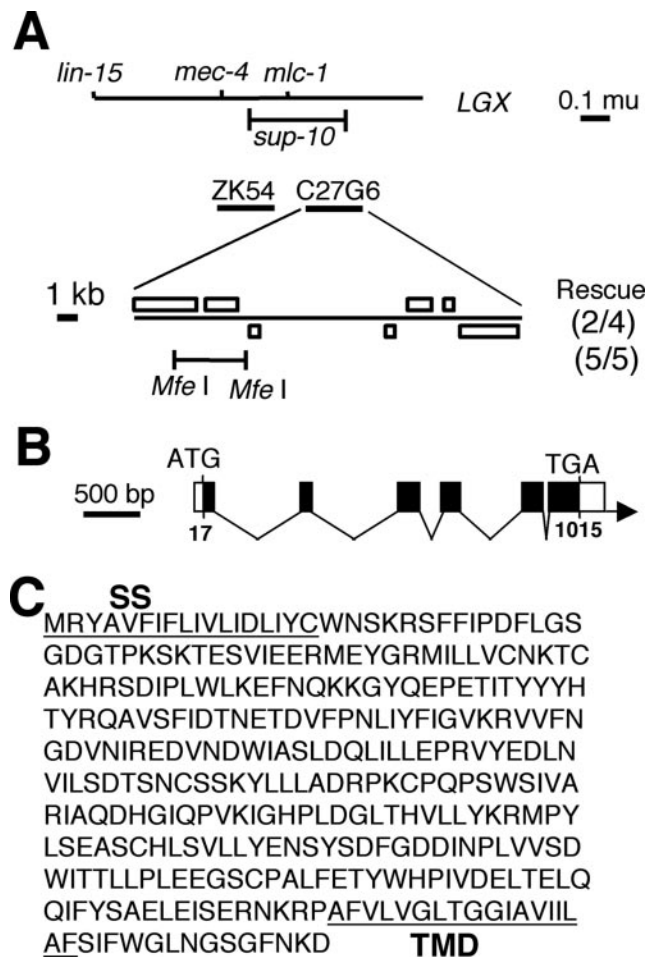 A
lin-15 mec-4 mlc-1
LGX 0.1 mu
sup-10
ZK54 C27G6
1 kb Rescue
(2/4)
(5/5)
Mfe I Mfe I
B
ATG TGA
500 bp
17 1015
C SS
MRYAVFIFLIVLIDLIYCWNSKRSFFIPDFLGS
GDGTPKSKTESVIEERMEYGRMILLVCNKTC
AKHRSDIPLWLKEFNQKKGYQEPETITYYYH
TYRQAVSFIDTNETDVFPNLIYFIGVKRVVFN
GDVNIREDVNDWIASLDQLILLEPRVYEDLN
VILSDTSNCSSKYLLLADRPKCPQPSWSIVA
RIAQDHGIQPVKIGHPLDGLTHVLLYKRMPY
LSEASCHLSVLLYENSYSDFGDDINPLVVSD
WITTLLPLEEGSCPALFETYWHPIVDELTELQ
QIFYSAELEISERNKRPAFVLVGLTGGIAVIIL
AFSIFWGLNGSGFNKD TMD